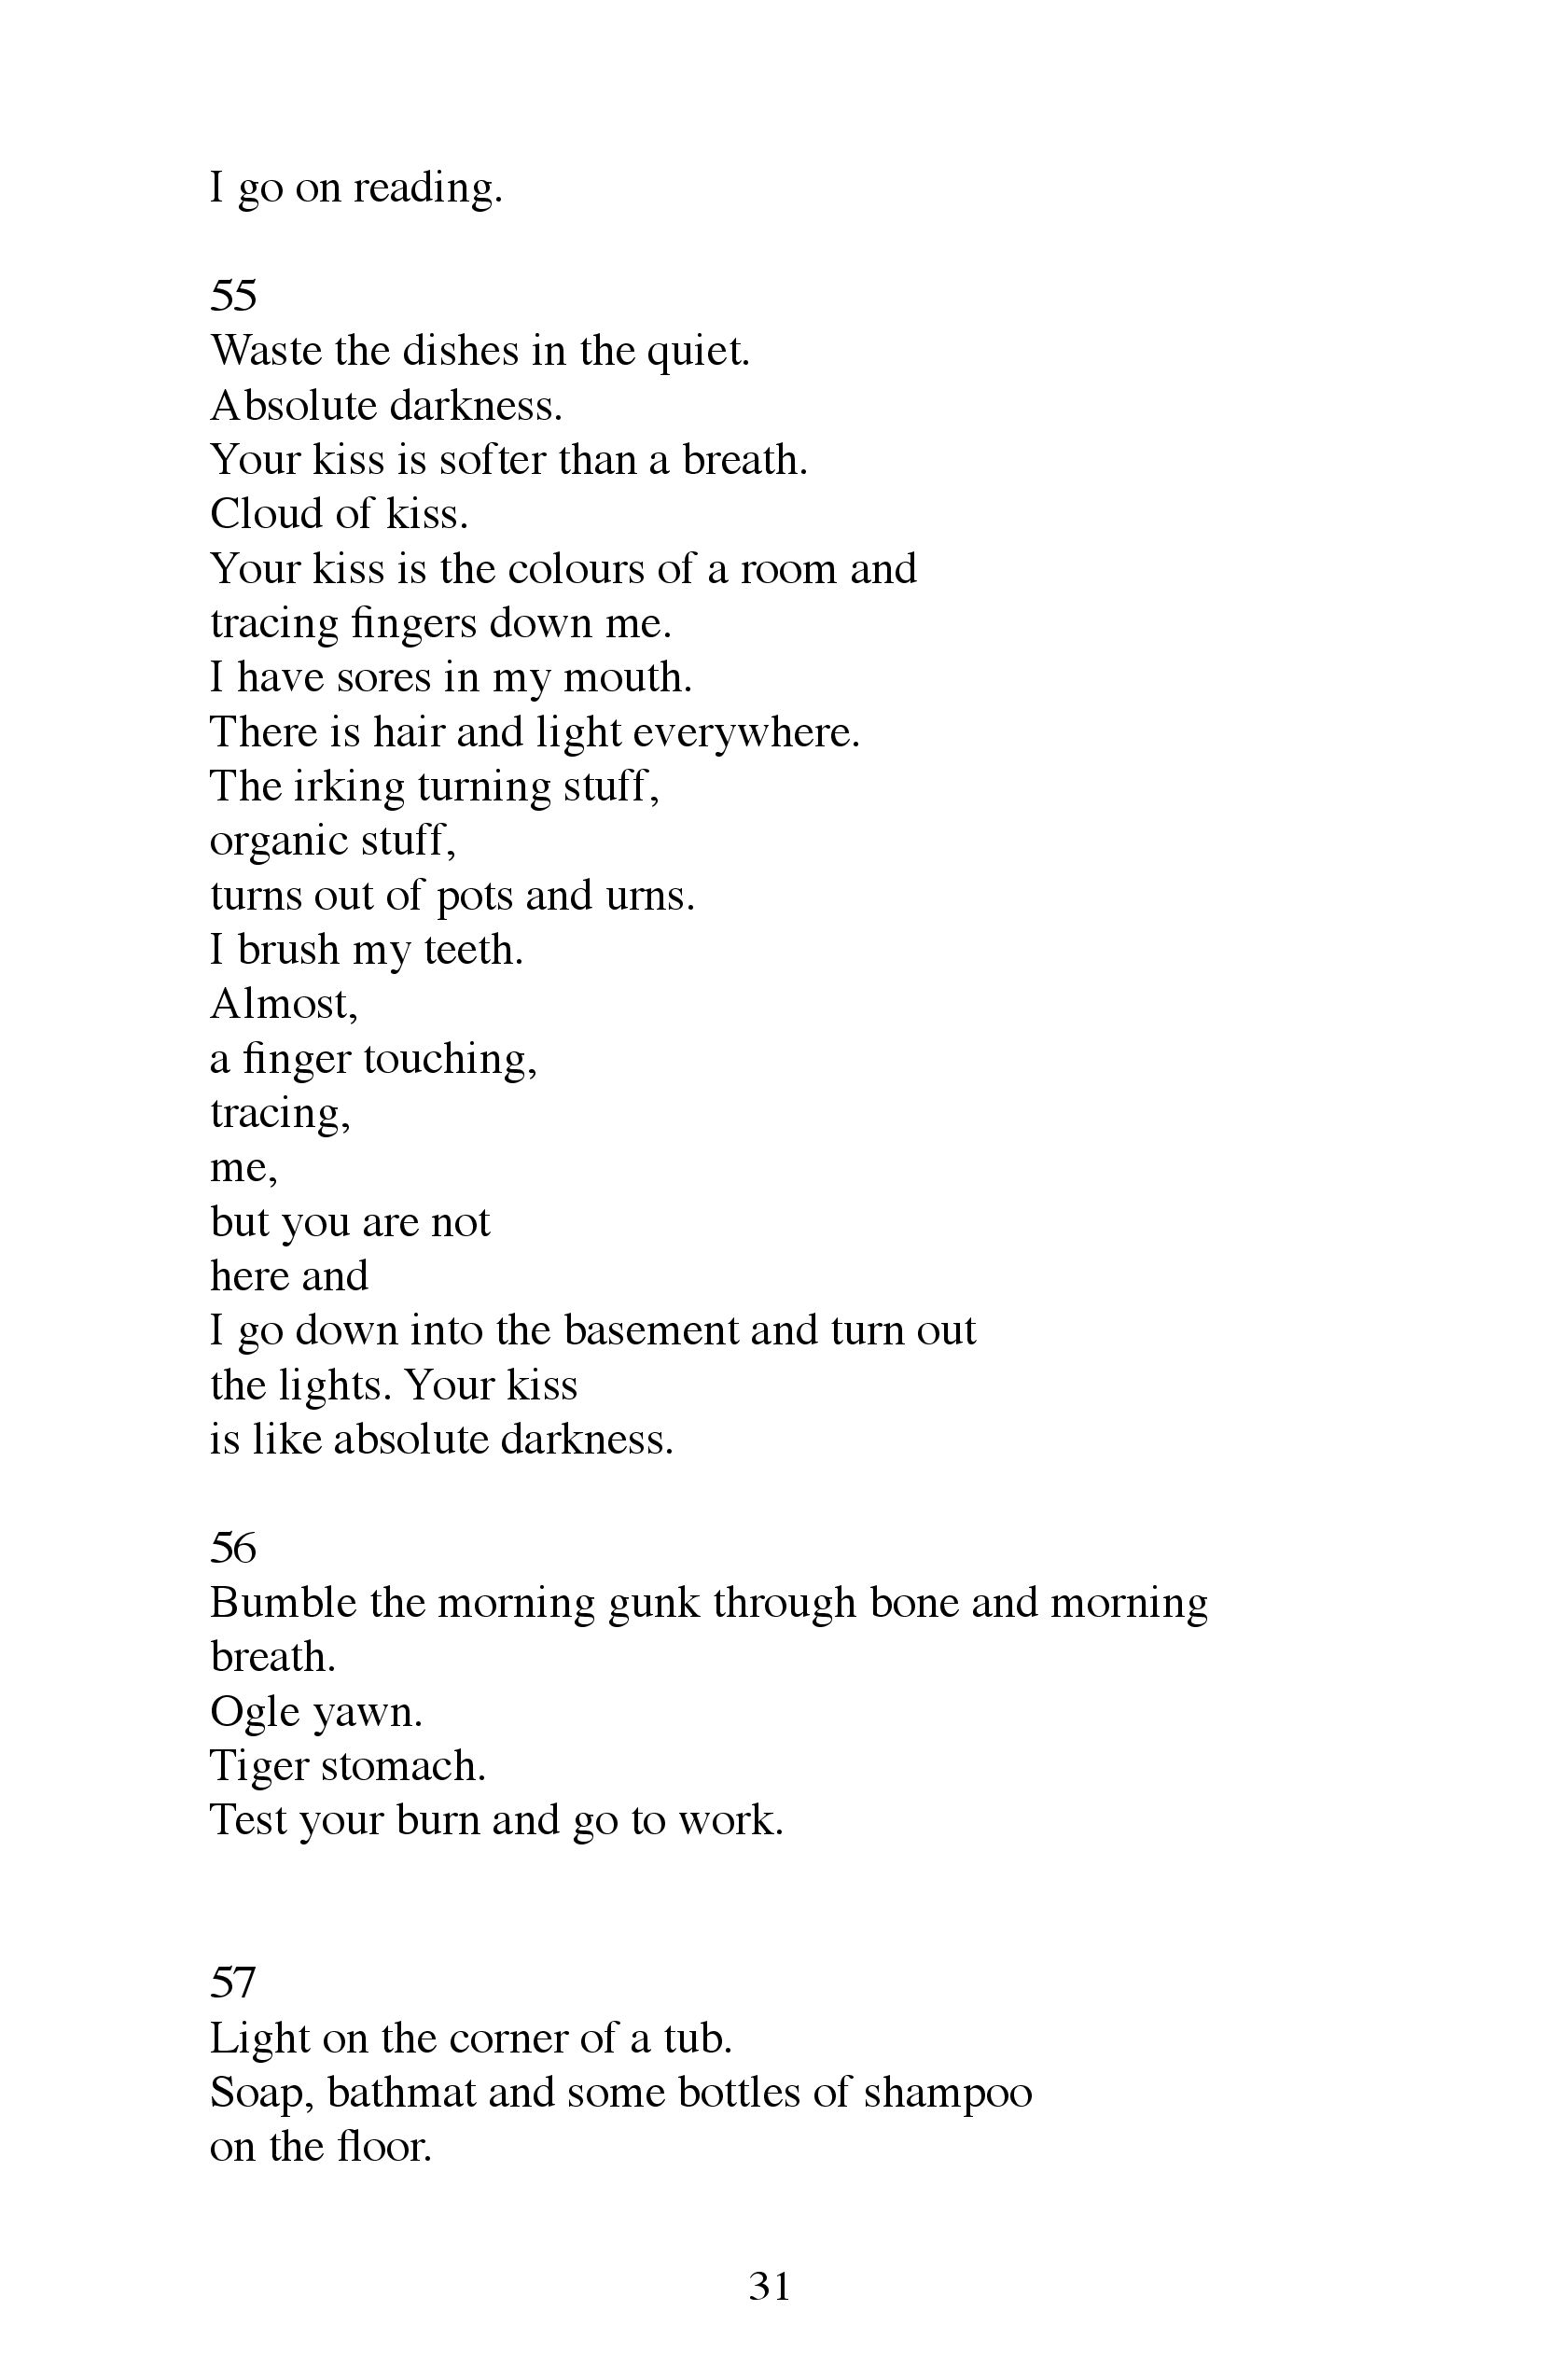 I go on reading.
55
Waste the dishes in the quiet.
Absolute darkness.
Your kiss is softer than a breath.
Cloud of kiss.
Your kiss is the colours of a room and
tracing fingers down me.
I have sores in my mouth.
There is hair and light everywhere.
The irking turning stuff,
organic stuff,
turns out of pots and urns.
I brush my teeth.
Almost,
a finger touching,
tracing,
me,
but you are not
here and
I go down into the basement and turn out
the lights. Your kiss
is like absolute darkness.
56
Bumble the morning gunk through bone and morning
breath.
Ogle yawn.
Tiger stomach.
Test your burn and go to work.
57
Light on the corner of a tub.
Soap, bathmat and some bottles of shampoo
on the floor.
31